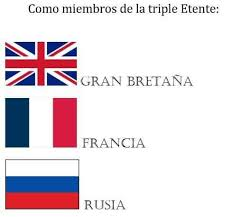 Como miembros de la triple Etente:
GRAN BRETAÑA
FRANCIA
RUSIA